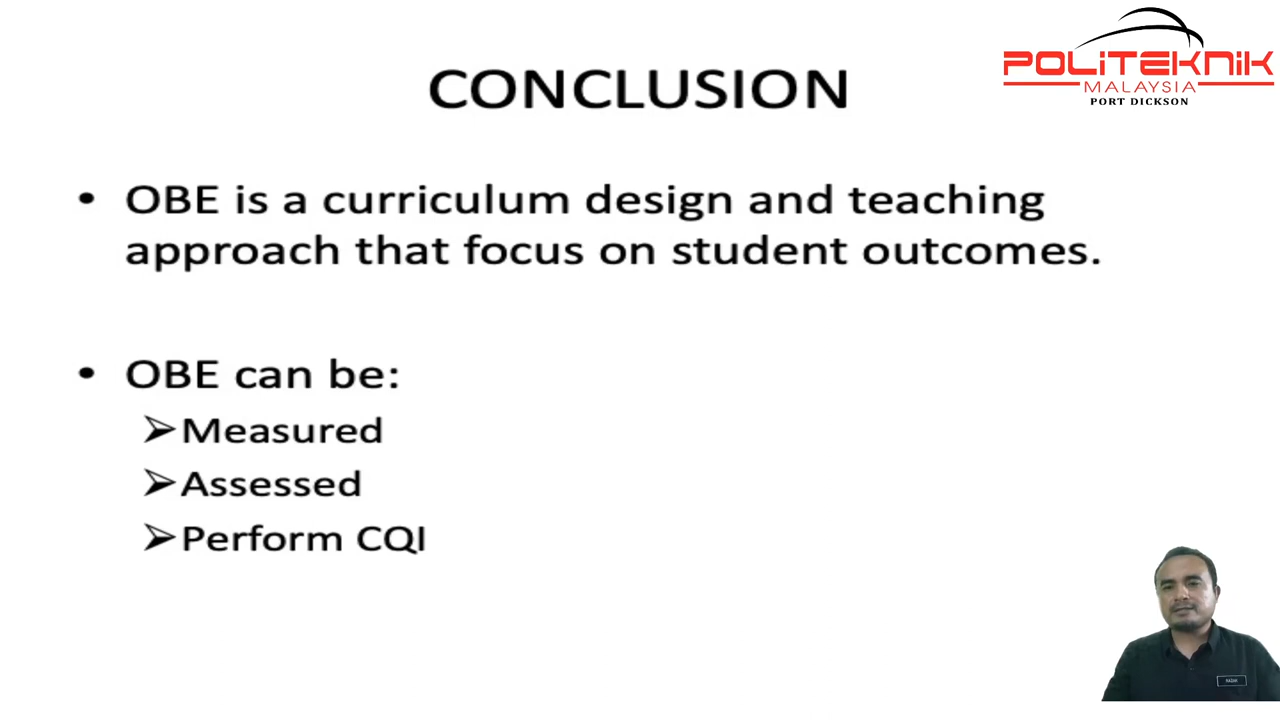 POLITEKNIK
MALAYSIA
PORT DICKSON
CONCLUSION
• OBE is a curriculum design and teaching
approach that focus on student outcomes.
• OBE can be:
➢Measured
➢Assessed
➢Perform CQI